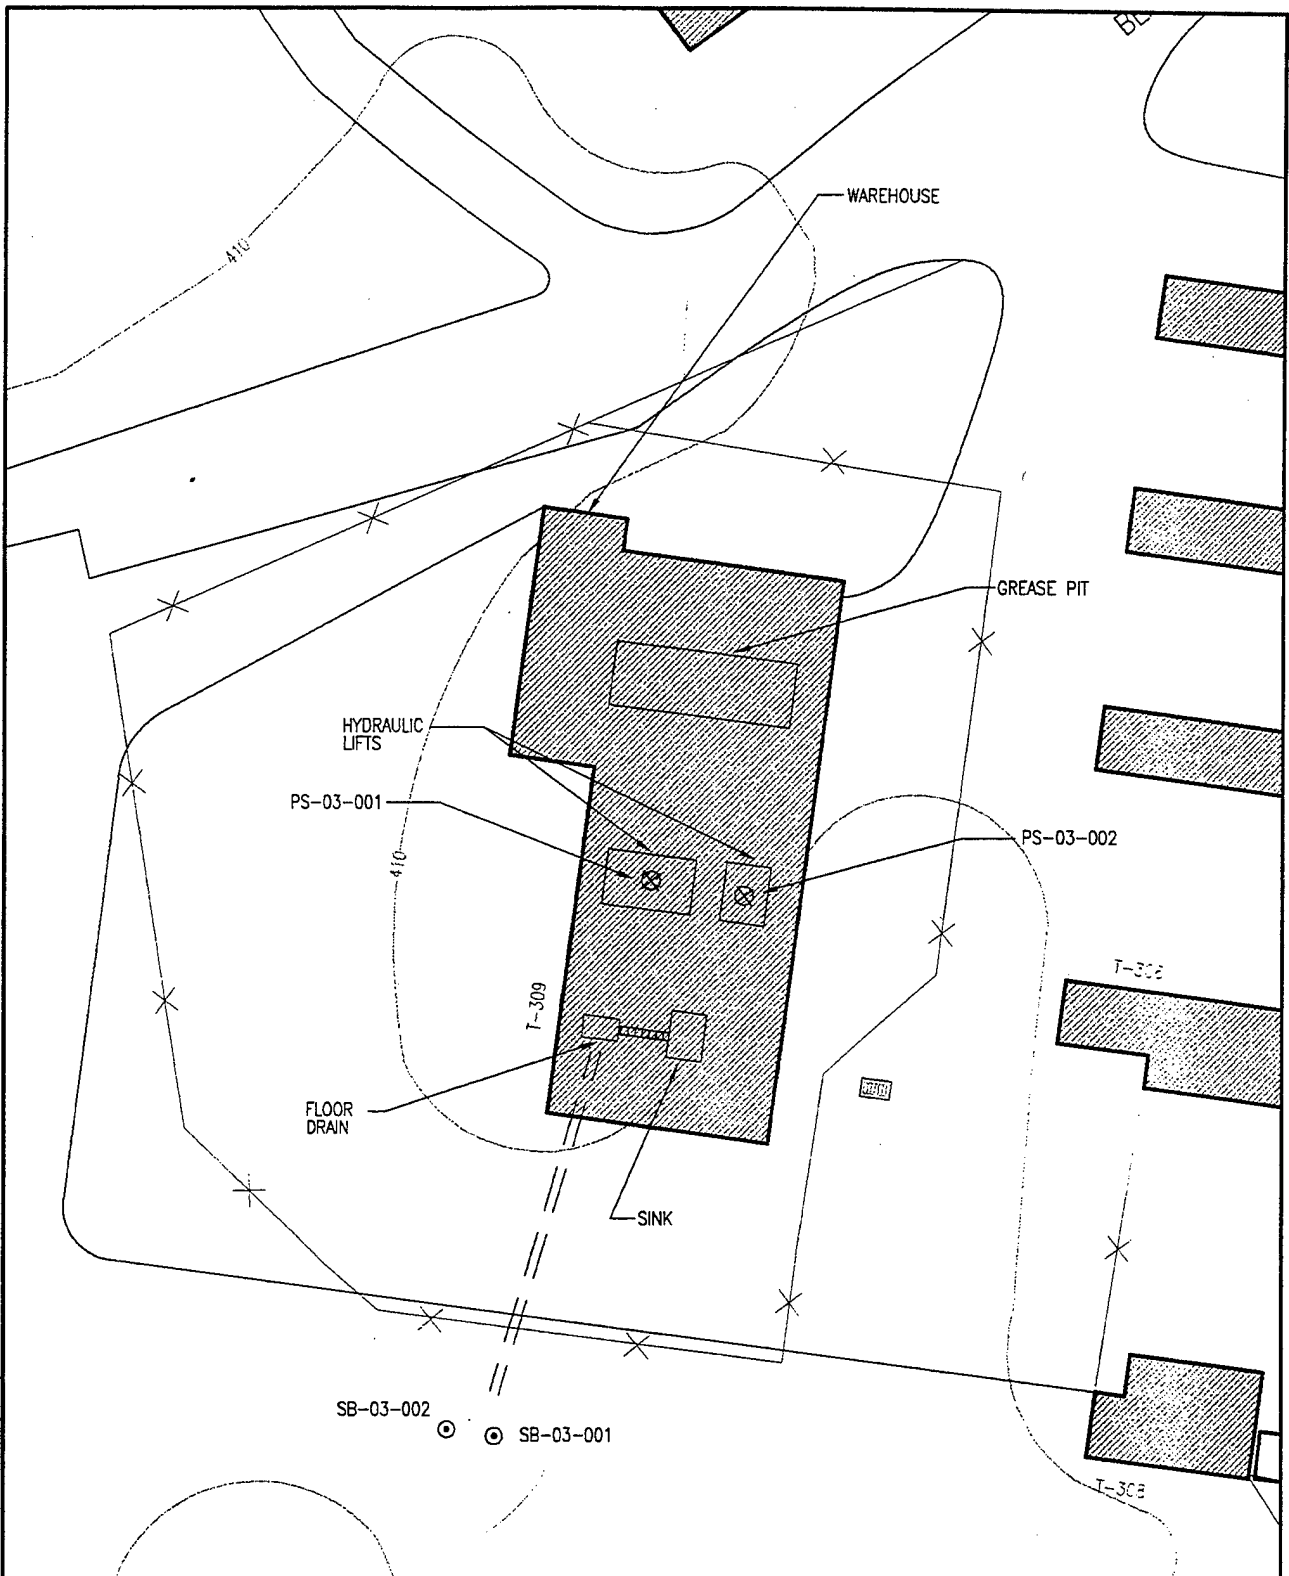 WAREHOUSE
410
GREASE PIT
HYDRAULIC
LIFTS
PS-03-001
PS-03-002
410
T-309
FLOOR
DRAIN
SINK
SB-03-002
SB-03-001